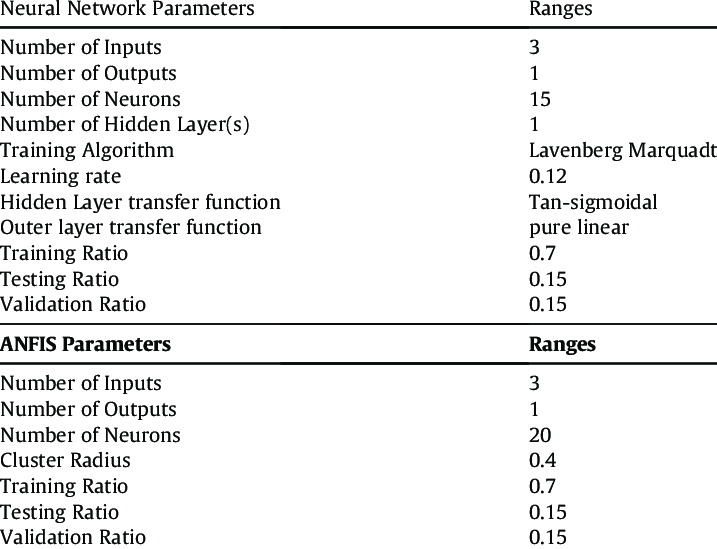 Neural Network Parameters Ranges
Number of Inputs 3
Number of Outputs 1
Number of Neurons 15
Number of Hidden Layer(s) 1
Training Algorithm Lavenberg Marquadt
Learning rate 0.12
Hidden Layer transfer function Tan-sigmoidal
Outer layer transfer function pure linear
Training Ratio 0.7
Testing Ratio 0.15
Validation Ratio 0.15
ANFIS Parameters Ranges
Number of Inputs 3
Number of Outputs 1
Number of Neurons 20
Cluster Radius 0.4
Training Ratio 0.7
Testing Ratio 0.15
Validation Ratio 0.15